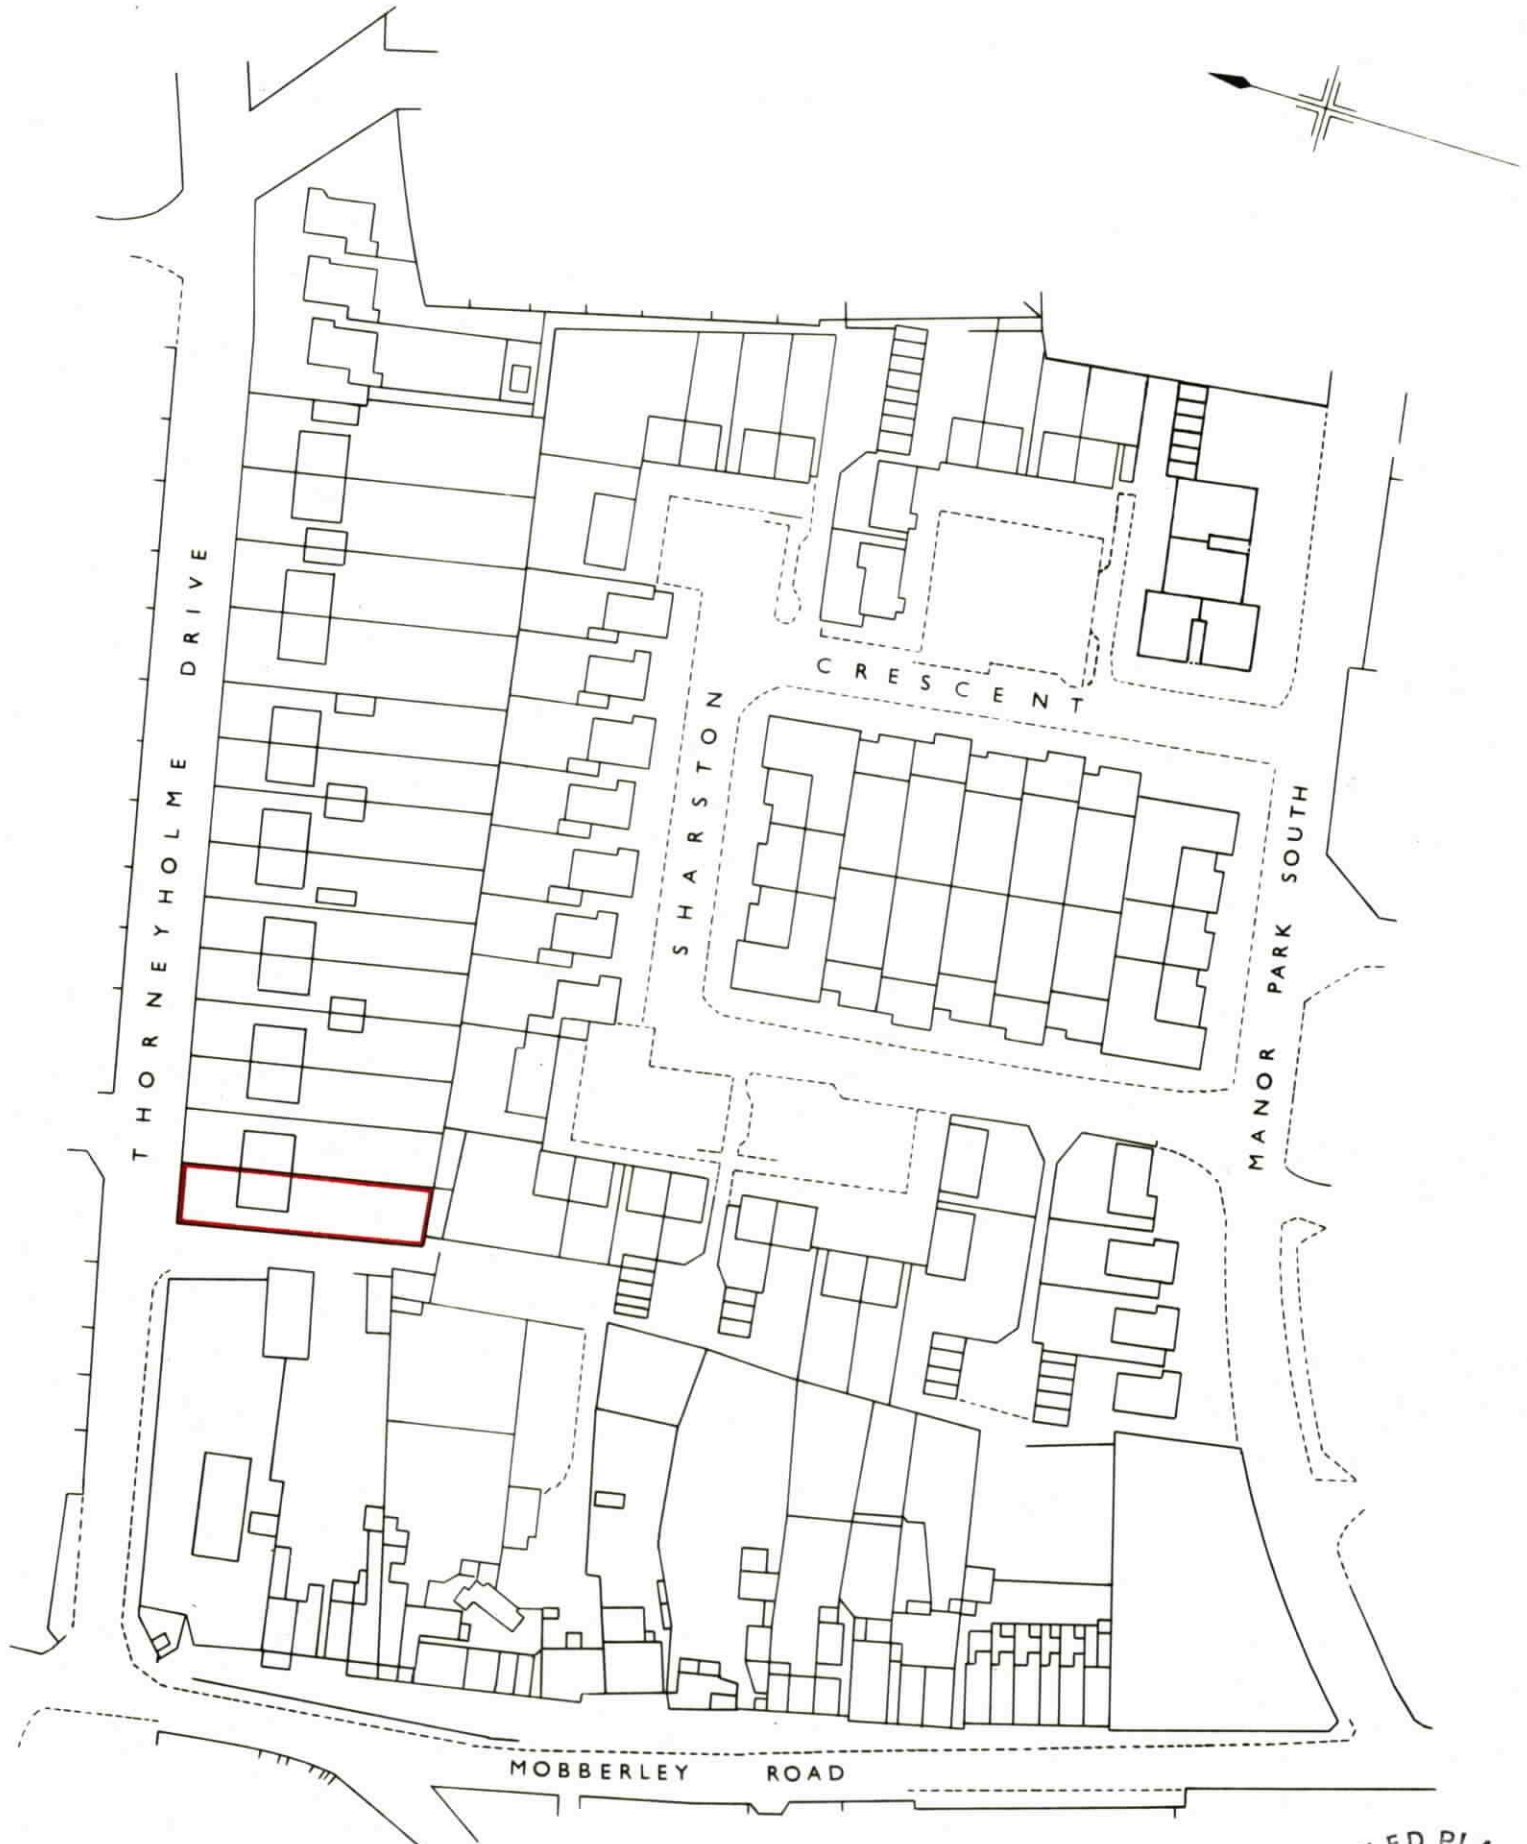 THORNEYHOLME DRIVE
SHARSTON
CRESCENT
MANOR PARK SOUTH
MOBBERLEY ROAD